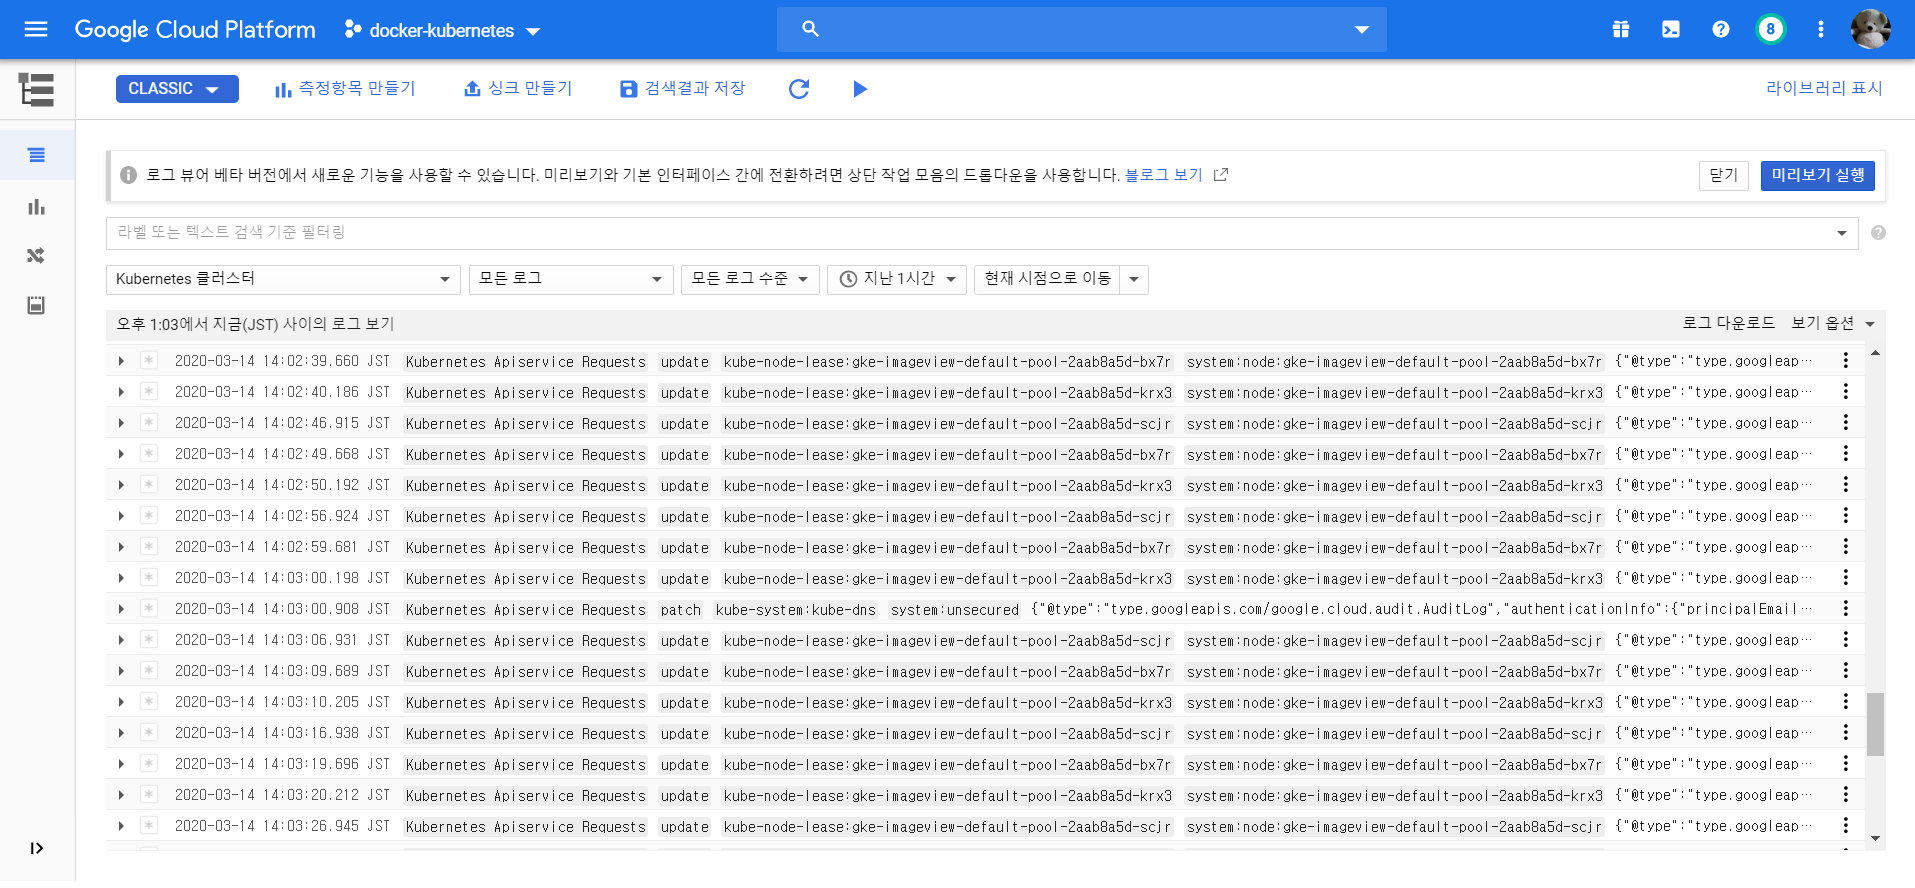 Google Cloud Platform docker-kubernetes 8
CLASSIC 측정항목 만들기 싱크 만들기 검색결과 저장 라이브러리 표시
로그 뷰어 베타 버전에서 새로운 기능을 사용할 수 있습니다. 미리보기와 기본 인터페이스 간에 전환하려면 상단 작업 모음의 드롭다운을 사용합니다. 블로그 보기 닫기 미리보기 실행
라벨 또는 텍스트 검색 기준 필터링
Kubernetes 클러스터 모든 로그 모든 로그 수준 지난 1시간 현재 시점으로 이동
오후 1:03에서 지금(JST) 사이의 로그 보기 로그 다운로드 보기 옵션
2020-03-14 14:02:39.660 JST Kubernetes Apiservice Requests update kube-node-lease:gke-imageview-default-pool-2aab8a5d-bx7r system:node:gke-imageview-default-pool-2aab8a5d-bx7r {"@type":"type.googleap…
2020-03-14 14:02:40.186 JST Kubernetes Apiservice Requests update kube-node-lease:gke-imageview-default-pool-2aab8a5d-krx3 system:node:gke-imageview-default-pool-2aab8a5d-krx3 {"@type":"type.googleap…
2020-03-14 14:02:46.915 JST Kubernetes Apiservice Requests update kube-node-lease:gke-imageview-default-pool-2aab8a5d-scjr system:node:gke-imageview-default-pool-2aab8a5d-scjr {"@type":"type.googleap…
2020-03-14 14:02:49.668 JST Kubernetes Apiservice Requests update kube-node-lease:gke-imageview-default-pool-2aab8a5d-bx7r system:node:gke-imageview-default-pool-2aab8a5d-bx7r {"@type":"type.googleap…
2020-03-14 14:02:50.192 JST Kubernetes Apiservice Requests update kube-node-lease:gke-imageview-default-pool-2aab8a5d-krx3 system:node:gke-imageview-default-pool-2aab8a5d-krx3 {"@type":"type.googleap…
2020-03-14 14:02:56.924 JST Kubernetes Apiservice Requests update kube-node-lease:gke-imageview-default-pool-2aab8a5d-scjr system:node:gke-imageview-default-pool-2aab8a5d-scjr {"@type":"type.googleap…
2020-03-14 14:02:59.681 JST Kubernetes Apiservice Requests update kube-node-lease:gke-imageview-default-pool-2aab8a5d-bx7r system:node:gke-imageview-default-pool-2aab8a5d-bx7r {"@type":"type.googleap…
2020-03-14 14:03:00.198 JST Kubernetes Apiservice Requests update kube-node-lease:gke-imageview-default-pool-2aab8a5d-krx3 system:node:gke-imageview-default-pool-2aab8a5d-krx3 {"@type":"type.googleap…
2020-03-14 14:03:00.908 JST Kubernetes Apiservice Requests patch kube-system:kube-dns system:unsecured {"@type":"type.googleapis.com/google.cloud.audit.AuditLog","authenticationInfo":{"principalEmail…
2020-03-14 14:03:06.931 JST Kubernetes Apiservice Requests update kube-node-lease:gke-imageview-default-pool-2aab8a5d-scjr system:node:gke-imageview-default-pool-2aab8a5d-scjr {"@type":"type.googleap…
2020-03-14 14:03:09.689 JST Kubernetes Apiservice Requests update kube-node-lease:gke-imageview-default-pool-2aab8a5d-bx7r system:node:gke-imageview-default-pool-2aab8a5d-bx7r {"@type":"type.googleap…
2020-03-14 14:03:10.205 JST Kubernetes Apiservice Requests update kube-node-lease:gke-imageview-default-pool-2aab8a5d-krx3 system:node:gke-imageview-default-pool-2aab8a5d-krx3 {"@type":"type.googleap…
2020-03-14 14:03:16.938 JST Kubernetes Apiservice Requests update kube-node-lease:gke-imageview-default-pool-2aab8a5d-scjr system:node:gke-imageview-default-pool-2aab8a5d-scjr {"@type":"type.googleap…
2020-03-14 14:03:19.696 JST Kubernetes Apiservice Requests update kube-node-lease:gke-imageview-default-pool-2aab8a5d-bx7r system:node:gke-imageview-default-pool-2aab8a5d-bx7r {"@type":"type.googleap…
2020-03-14 14:03:20.212 JST Kubernetes Apiservice Requests update kube-node-lease:gke-imageview-default-pool-2aab8a5d-krx3 system:node:gke-imageview-default-pool-2aab8a5d-krx3 {"@type":"type.googleap…
2020-03-14 14:03:26.945 JST Kubernetes Apiservice Requests update kube-node-lease:gke-imageview-default-pool-2aab8a5d-scjr system:node:gke-imageview-default-pool-2aab8a5d-scjr {"@type":"type.googleap…